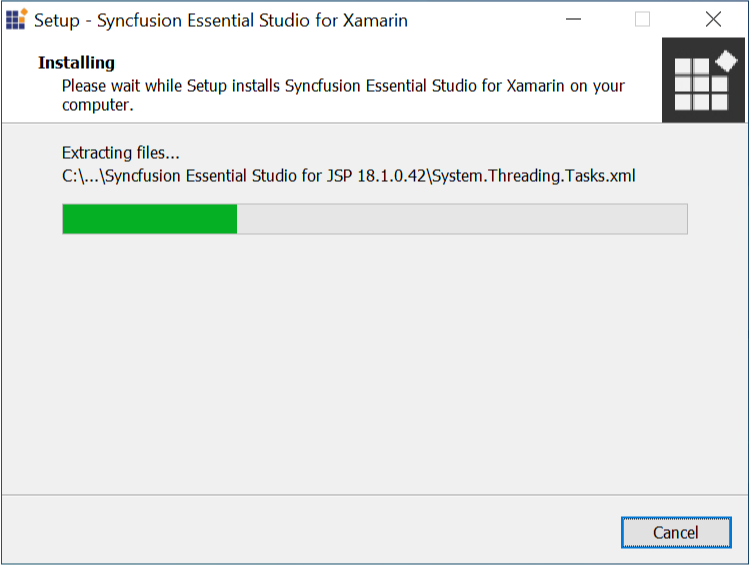 Setup - Syncfusion Essential Studio for Xamarin
Installing
Please wait while Setup installs Syncfusion Essential Studio for Xamarin on your
computer.
Extracting files...
C:\...\Syncfusion Essential Studio for JSP 18.1.0.42\System.Threading.Tasks.xml
Cancel